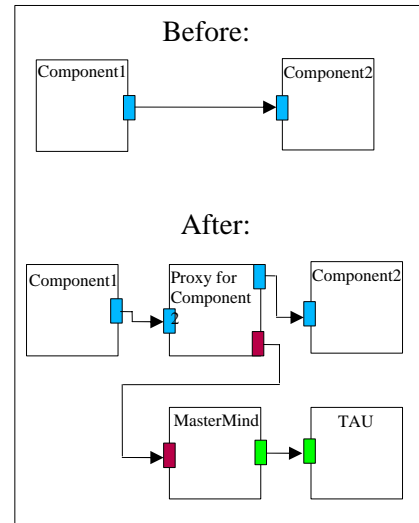 Before:
Component1
Component2
After:
Component1
Proxy for
Component
2
Component2
MasterMind
TAU